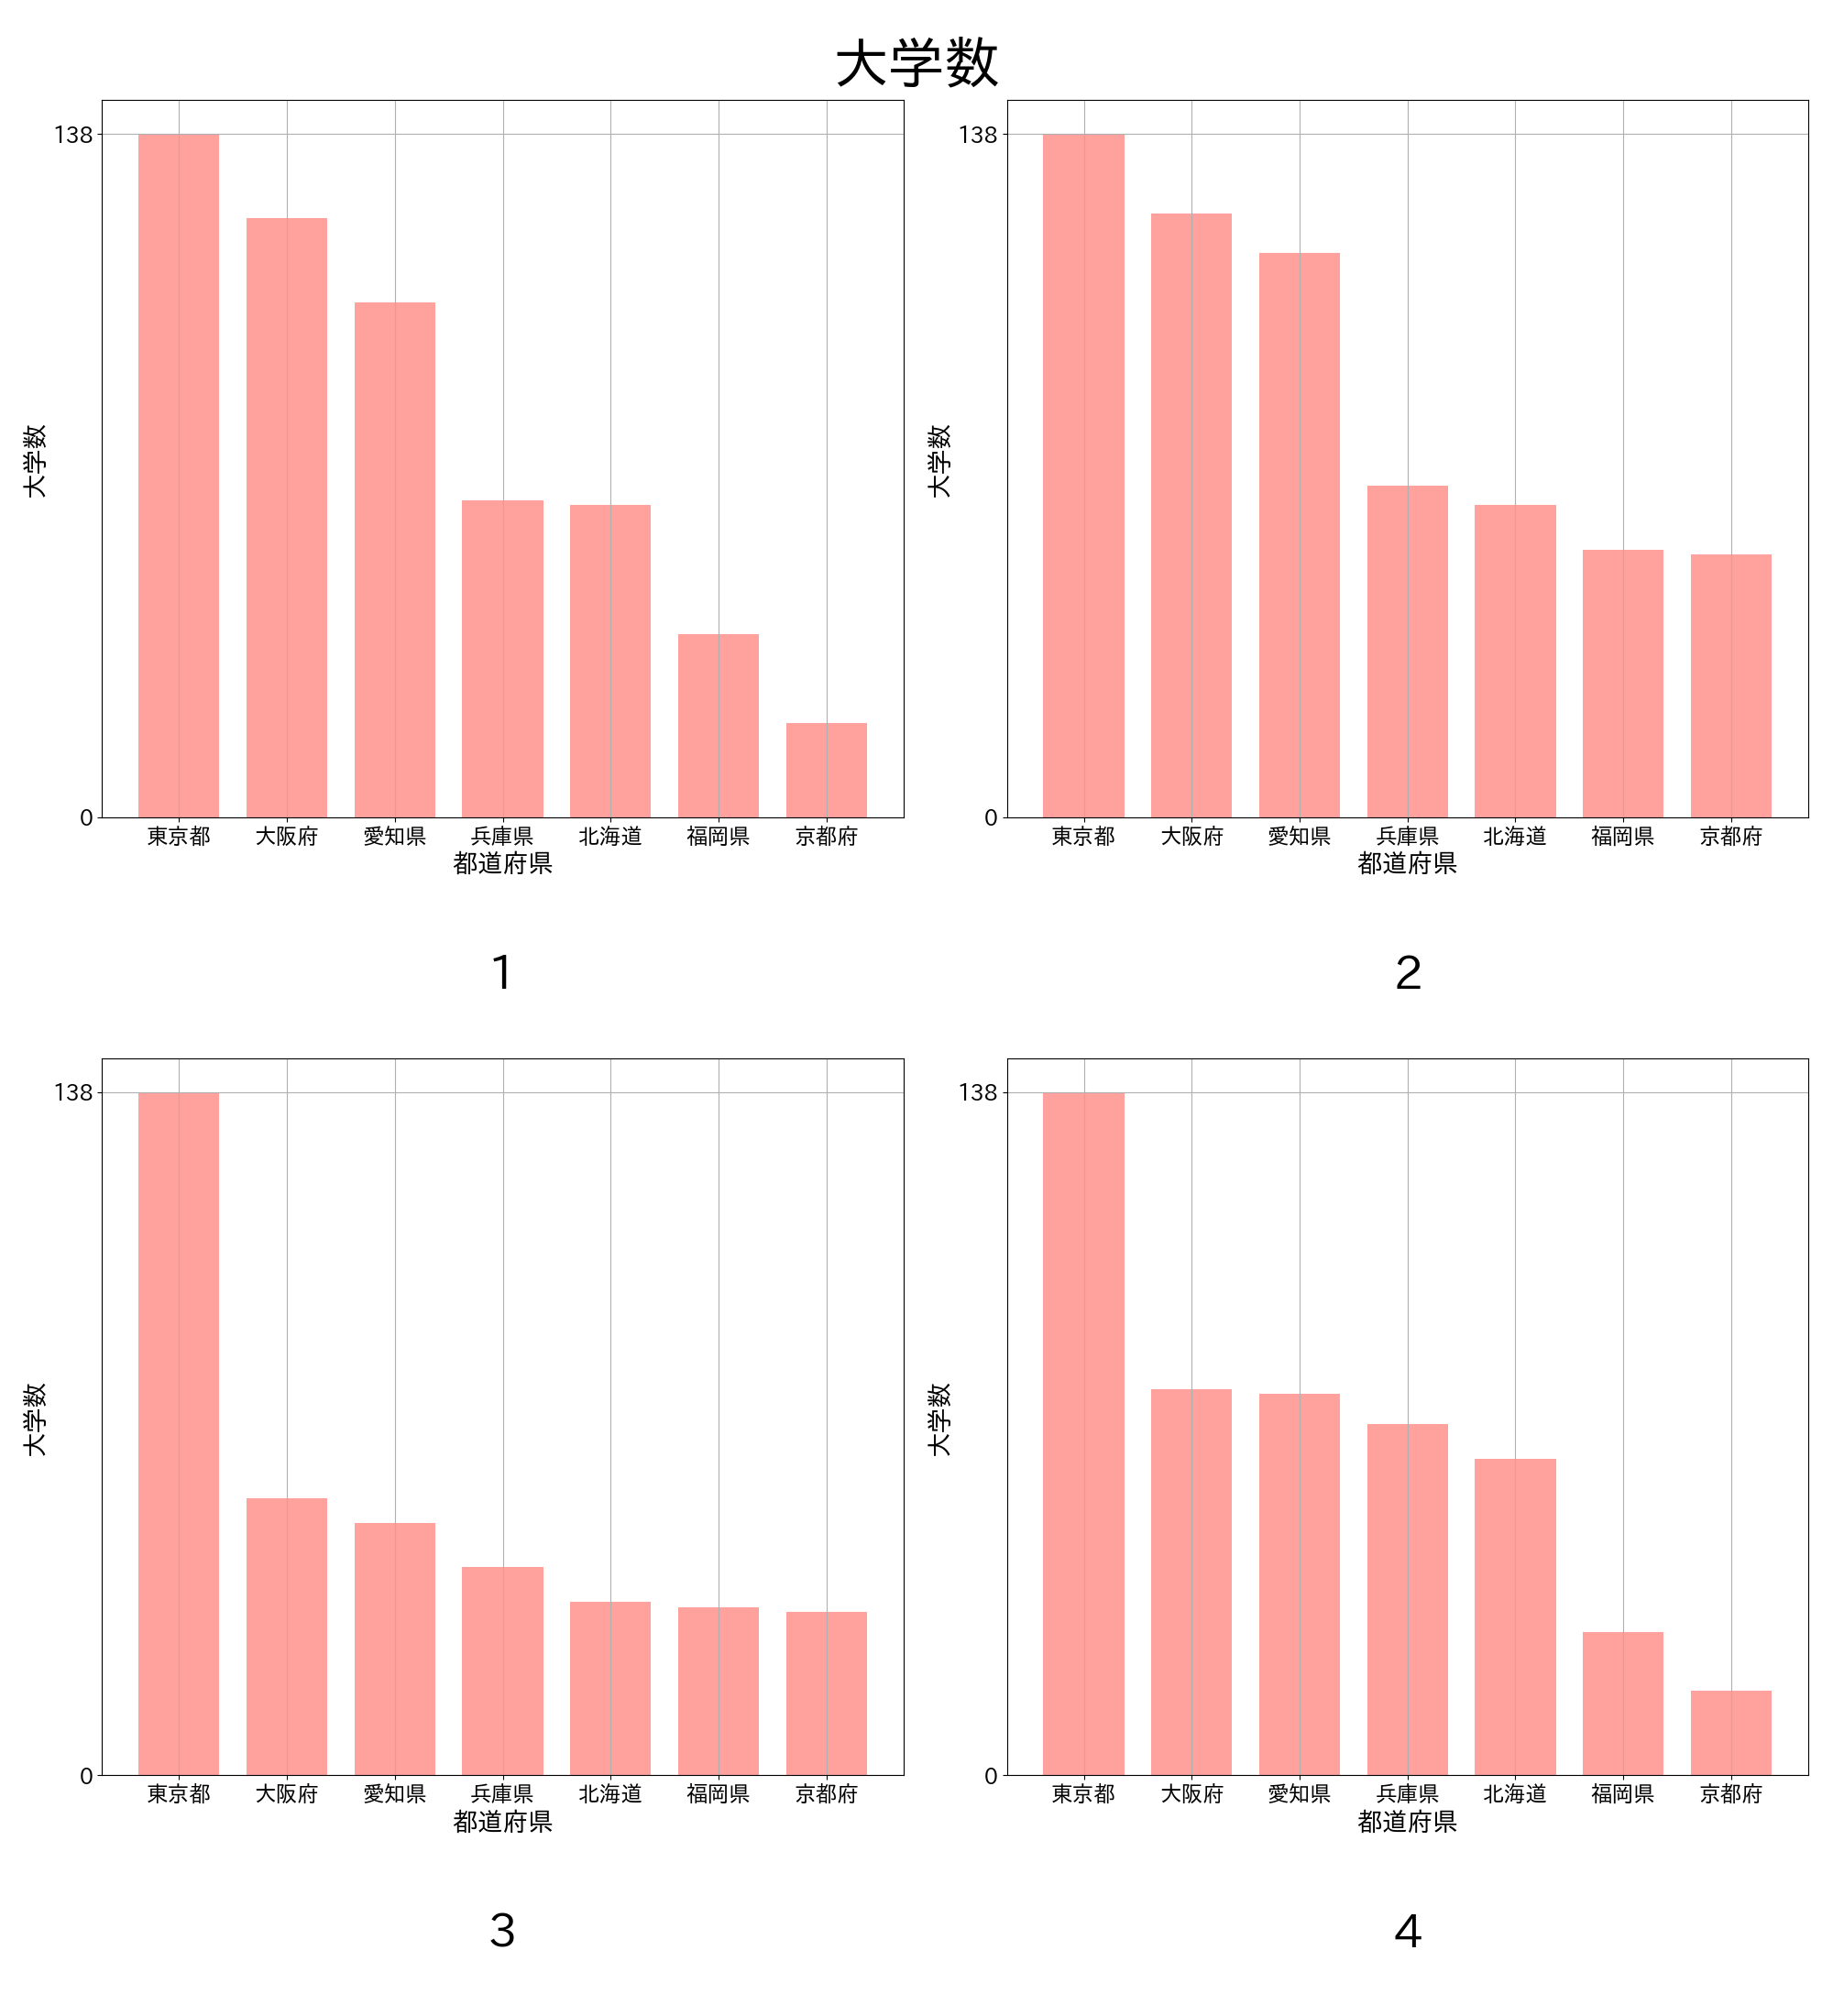 大学数
138
0
大学数
東京都 大阪府 愛知県 兵庫県 北海道 福岡県 京都府
都道府県
1
138
0
大学数
東京都 大阪府 愛知県 兵庫県 北海道 福岡県 京都府
都道府県
2
138
0
大学数
東京都 大阪府 愛知県 兵庫県 北海道 福岡県 京都府
都道府県
3
138
0
大学数
東京都 大阪府 愛知県 兵庫県 北海道 福岡県 京都府
都道府県
4